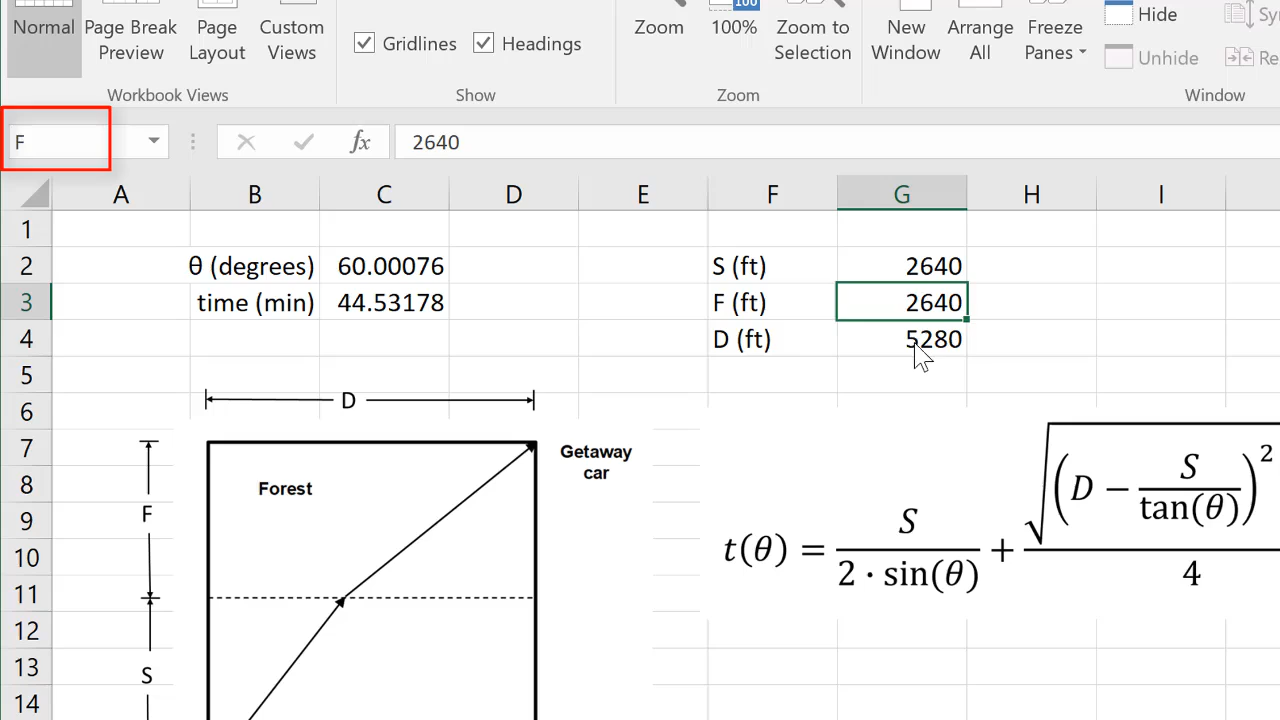 Normal
Page Break Preview
Page Layout
Custom Views
Gridlines
Headings
Zoom
100
100%
Zoom to Selection
New Window
Arrange All
Freeze Panes
Hide
Unhide
Workbook Views
Show
Zoom
Window
F
fx
2640
A B C D E F G H I
1
2 θ (degrees) 60.00076 S (ft) 2640
3 time (min) 44.53178 F (ft) 2640
4 D (ft) 5280
5
6
7
8
9
10
11
12
13
14
D
Getaway
car
Forest
F
S
t(θ) = S / (2 · sin(θ)) + √(D − S / tan(θ))² / 4